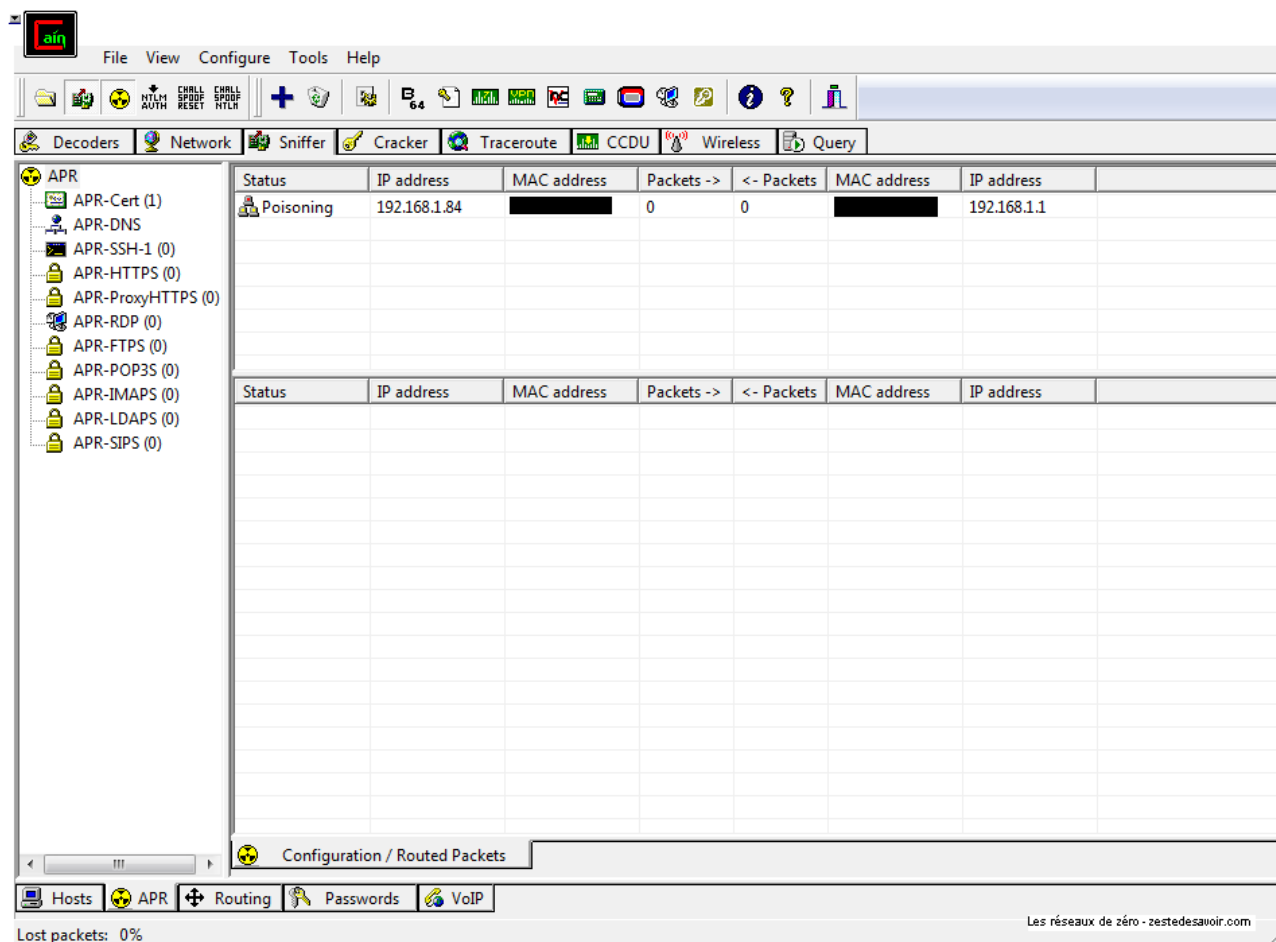 aın
File View Configure Tools Help
NTLM AUTH CHALL SPOOF RESET CHALL SPOOF NTLM B 64
Decoders Network Sniffer Cracker Traceroute CCDU Wireless Query
APR
APR-Cert (1)
APR-DNS
APR-SSH-1 (0)
APR-HTTPS (0)
APR-ProxyHTTPS (0)
APR-RDP (0)
APR-FTPS (0)
APR-POP3S (0)
APR-IMAPS (0)
APR-LDAPS (0)
APR-SIPS (0)
Status IP address MAC address Packets -> <- Packets MAC address IP address
Poisoning 192.168.1.84 0 0 192.168.1.1
Status IP address MAC address Packets -> <- Packets MAC address IP address
Configuration / Routed Packets
Hosts APR Routing Passwords VoIP
Lost packets: 0%
Les réseaux de zéro - zestedesavoir.com